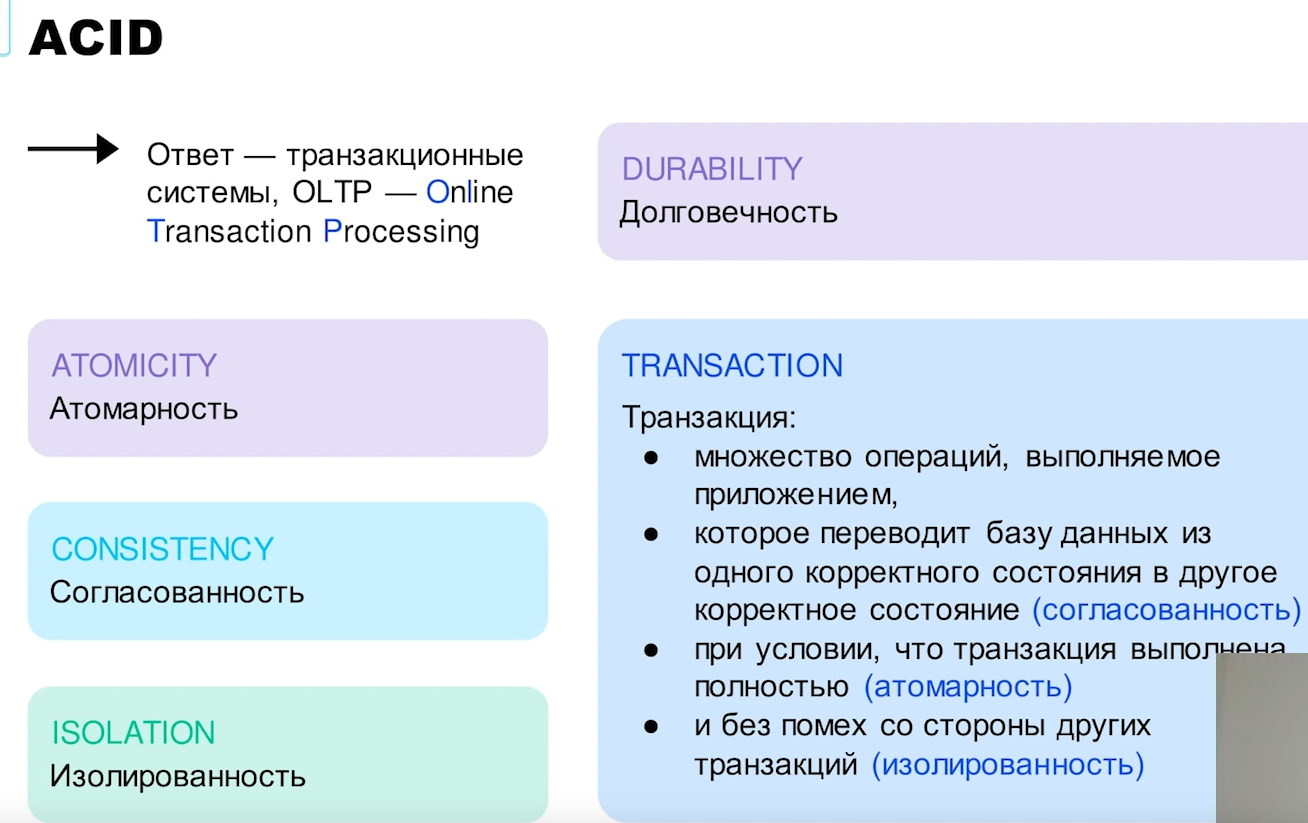 ACID
Ответ — транзакционные
системы, OLTP — Online
Transaction Processing
DURABILITY
Долговечность
ATOMICITY
Атомарность
CONSISTENCY
Согласованность
ISOLATION
Изолированность
TRANSACTION
Транзакция:
● множество операций, выполняемое
приложением,
● которое переводит базу данных из
одного корректного состояния в другое
корректное состояние (согласованность)
● при условии, что транзакция выполнена
полностью (атомарность)
● и без помех со стороны других
транзакций (изолированность)